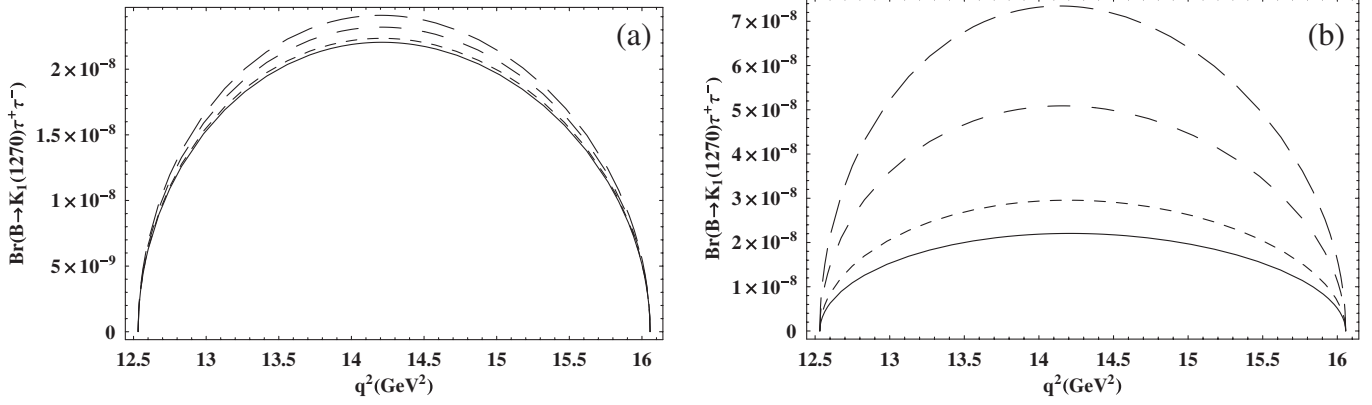 (a)
Br(B→K₁(1270)τ⁺τ⁻)
2×10⁻⁸
1.5×10⁻⁸
1×10⁻⁸
5×10⁻⁹
0
12.5 13 13.5 14 14.5 15 15.5 16
q²(GeV²)
(b)
Br(B→K₁(1270)τ⁺τ⁻)
7×10⁻⁸
6×10⁻⁸
5×10⁻⁸
4×10⁻⁸
3×10⁻⁸
2×10⁻⁸
1×10⁻⁸
0
12.5 13 13.5 14 14.5 15 15.5 16
q²(GeV²)